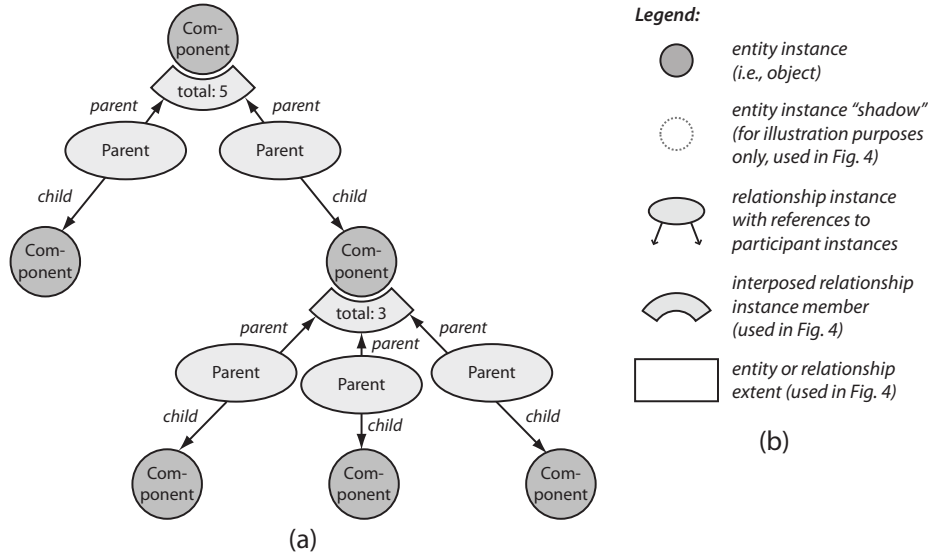 Com-
ponent
total: 5
parent
parent
Parent
Parent
child
child
Com-
ponent
Com-
ponent
total: 3
parent
parent
parent
Parent
Parent
Parent
child
child
child
Com-
ponent
Com-
ponent
Com-
ponent
(a)
Legend:
entity instance
(i.e., object)
entity instance “shadow”
(for illustration purposes
only, used in Fig. 4)
relationship instance
with references to
participant instances
interposed relationship
instance member
(used in Fig. 4)
entity or relationship
extent (used in Fig. 4)
(b)